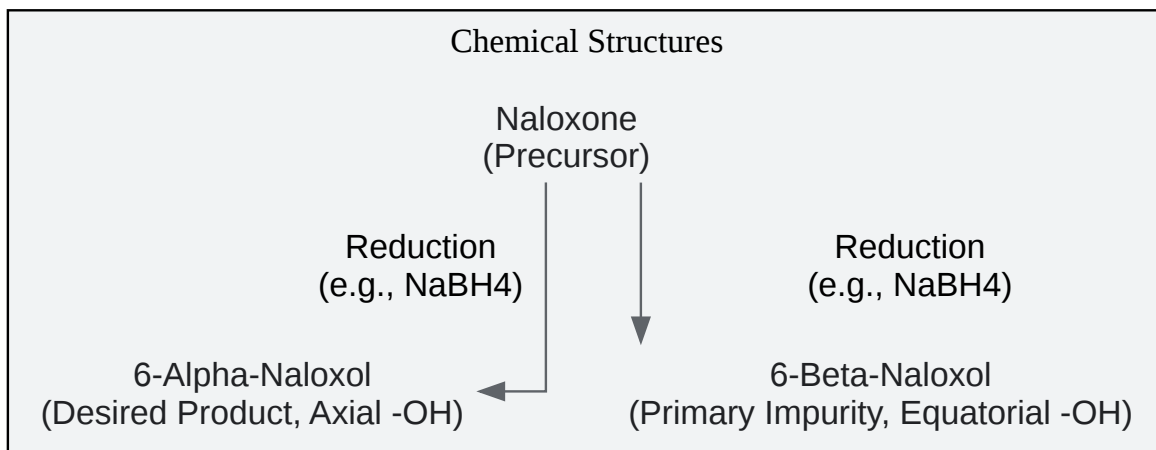 Chemical Structures
Naloxone
(Precursor)
Reduction
(e.g., NaBH4)
Reduction
(e.g., NaBH4)
6-Alpha-Naloxol
(Desired Product, Axial -OH)
6-Beta-Naloxol
(Primary Impurity, Equatorial -OH)